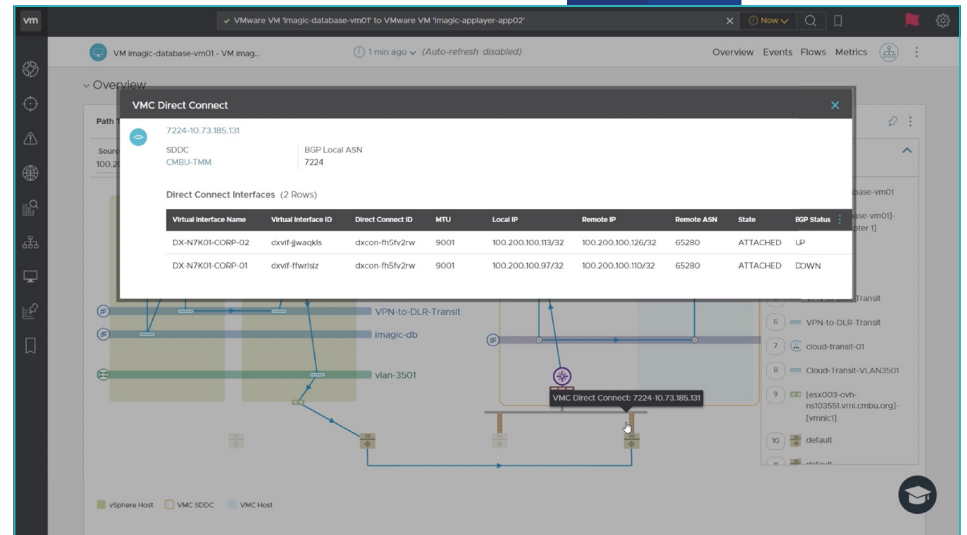 vm
VMware VM 'imagic-database-vm01' to VMware VM 'imagic-applayer-app02'
Now
VM imagic-database-vm01 - VM imag...
1 min ago
(Auto-refresh disabled)
Overview Events Flows Metrics
Overview
Path
VMC Direct Connect
7224-10.73.185.131
SDDC
BGP Local ASN
CMBU-TMM
7224
Direct Connect Interfaces (2 Rows)
Virtual Interface Name Virtual Interface ID Direct Connect ID MTU Local IP Remote IP Remote ASN State BGP Status
DX-N7K01-CORP-02 dxvif-jjwaqkls dxcon-fh5fv2rw 9001 100.200.100.113/32 100.200.100.126/32 65280 ATTACHED UP
DX-N7K01-CORP-01 dxvif-ffwrlsiz dxcon-fh5fv2rw 9001 100.200.100.97/32 100.200.100.110/32 65280 ATTACHED DOWN
VPN-to-DLR-Transit
imagic-db
vlan-3501
VMC Direct Connect: 7224-10.73.185.131
6 VPN-to-DLR-Transit
7 cloud-transit-01
8 Cloud-Transit-VLAN3501
9 [esx003-ovh-
ns103551.vrni.cmbu.org]-
[vmnic1]
10 default
vSphere Host VMC SDDC VMC Host